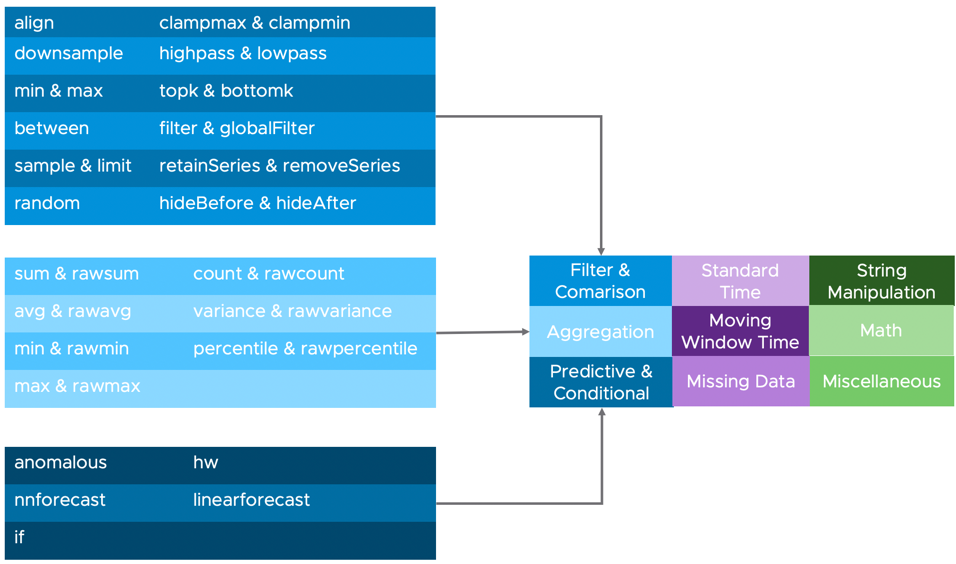 align clampmax & clampmin
downsample highpass & lowpass
min & max topk & bottomk
between filter & globalFilter
sample & limit retainSeries & removeSeries
random hideBefore & hideAfter
sum & rawsum count & rawcount
avg & rawavg variance & rawvariance
min & rawmin percentile & rawpercentile
max & rawmax
anomalous hw
nnforecast linearforecast
if
Filter &
Comarison
Standard
Time
String
Manipulation
Aggregation
Moving
Window Time
Math
Predictive &
Conditional
Missing Data
Miscellaneous